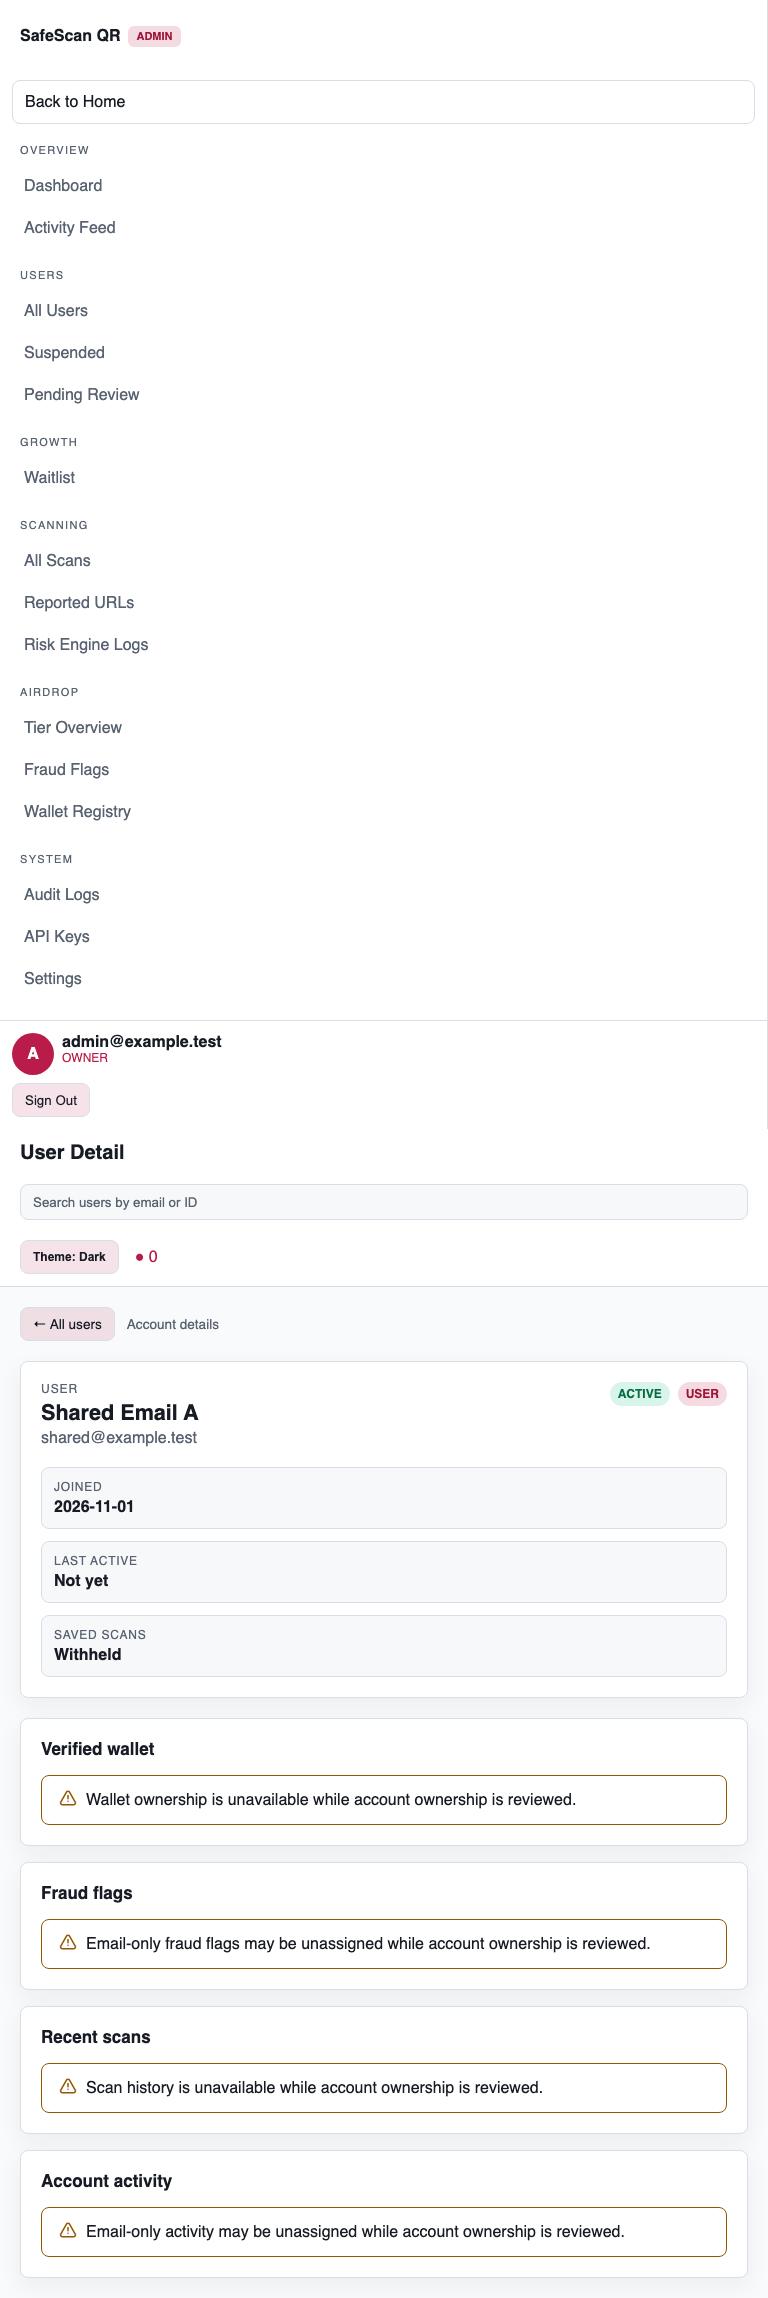 SafeScan QR ADMIN
Back to Home
OVERVIEW
Dashboard
Activity Feed
USERS
All Users
Suspended
Pending Review
GROWTH
Waitlist
SCANNING
All Scans
Reported URLs
Risk Engine Logs
AIRDROP
Tier Overview
Fraud Flags
Wallet Registry
SYSTEM
Audit Logs
API Keys
Settings
A admin@example.test
OWNER
Sign Out
User Detail
Search users by email or ID
Theme: Dark ● 0
← All users Account details
USER ACTIVE USER
Shared Email A
shared@example.test
JOINED
2026-11-01
LAST ACTIVE
Not yet
SAVED SCANS
Withheld
Verified wallet
Wallet ownership is unavailable while account ownership is reviewed.
Fraud flags
Email-only fraud flags may be unassigned while account ownership is reviewed.
Recent scans
Scan history is unavailable while account ownership is reviewed.
Account activity
Email-only activity may be unassigned while account ownership is reviewed.